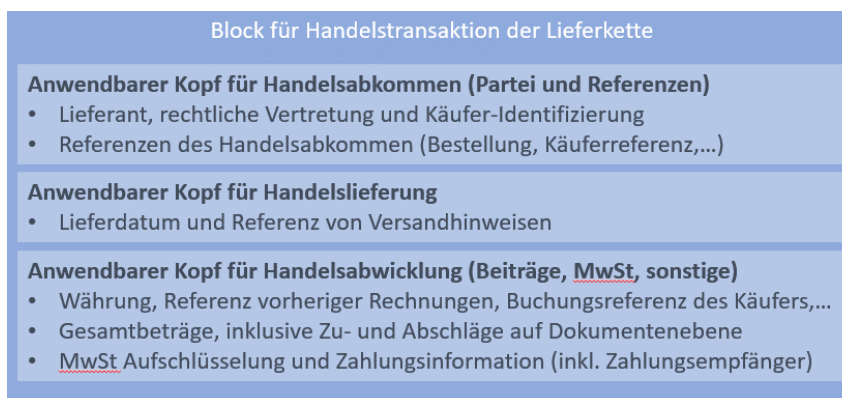 Block für Handelstransaktion der Lieferkette
Anwendbarer Kopf für Handelsabkommen (Partei und Referenzen)
• Lieferant, rechtliche Vertretung und Käufer-Identifizierung
• Referenzen des Handelsabkommen (Bestellung, Käuferreferenz,…)
Anwendbarer Kopf für Handelslieferung
• Lieferdatum und Referenz von Versandhinweisen
Anwendbarer Kopf für Handelsabwicklung (Beiträge, MwSt, sonstige)
• Währung, Referenz vorheriger Rechnungen, Buchungsreferenz des Käufers,…
• Gesamtbeträge, inklusive Zu- und Abschläge auf Dokumentenebene
• MwSt Aufschlüsselung und Zahlungsinformation (inkl. Zahlungsempfänger)